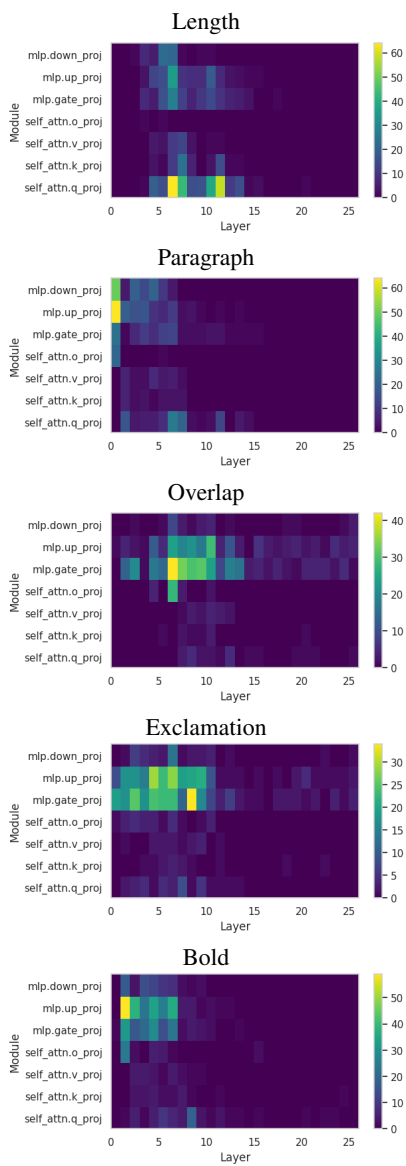 Length
mlp.down_proj
mlp.up_proj
mlp.gate_proj
self_attn.o_proj
self_attn.v_proj
self_attn.k_proj
self_attn.q_proj
Module
0 5 10 15 20 25
Layer
60
50
40
30
20
10
0
Paragraph
mlp.down_proj
mlp.up_proj
mlp.gate_proj
self_attn.o_proj
self_attn.v_proj
self_attn.k_proj
self_attn.q_proj
Module
0 5 10 15 20 25
Layer
60
50
40
30
20
10
0
Overlap
mlp.down_proj
mlp.up_proj
mlp.gate_proj
self_attn.o_proj
self_attn.v_proj
self_attn.k_proj
self_attn.q_proj
Module
0 5 10 15 20 25
Layer
40
30
20
10
0
Exclamation
mlp.down_proj
mlp.up_proj
mlp.gate_proj
self_attn.o_proj
self_attn.v_proj
self_attn.k_proj
self_attn.q_proj
Module
0 5 10 15 20 25
Layer
30
25
20
15
10
5
0
Bold
mlp.down_proj
mlp.up_proj
mlp.gate_proj
self_attn.o_proj
self_attn.v_proj
self_attn.k_proj
self_attn.q_proj
Module
0 5 10 15 20 25
Layer
50
40
30
20
10
0